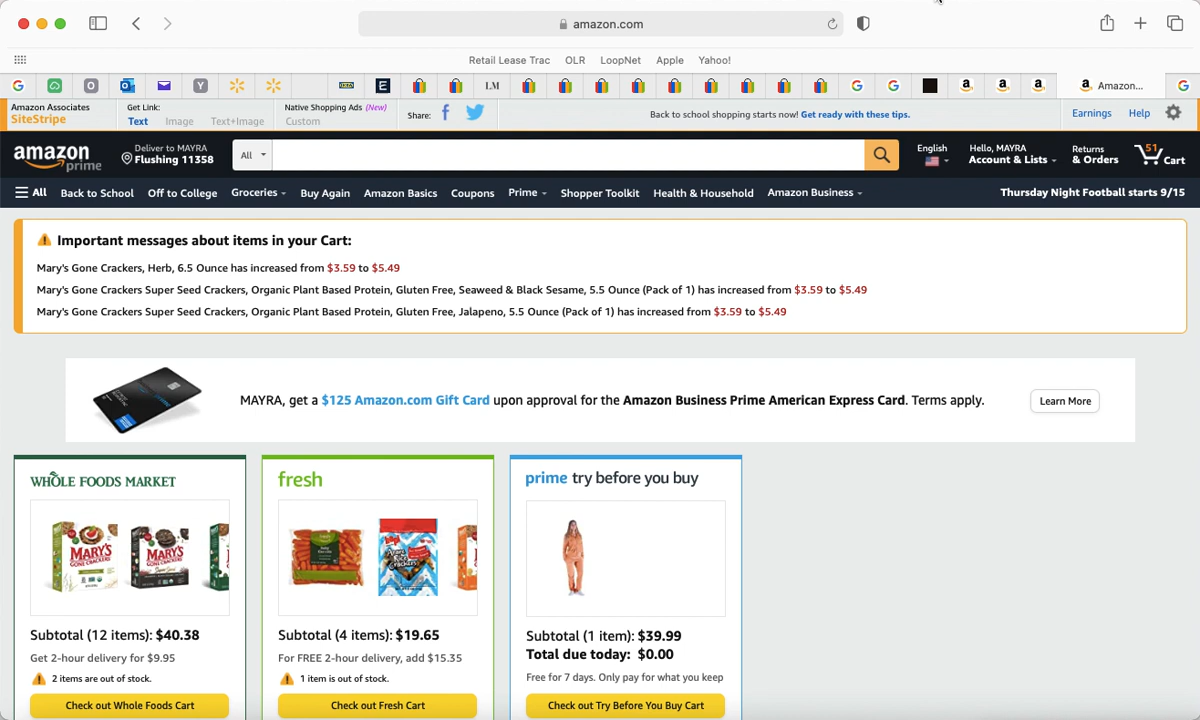 amazon.com
Retail Lease Trac OLR LoopNet Apple Yahoo!
Amazon...
Amazon Associates
SiteStripe
Get Link:
Text Image Text+Image
Native Shopping Ads (New)
Custom
Share:
Back to school shopping starts now! Get ready with these tips.
Earnings Help
amazon prime
Deliver to MAYRA
Flushing 11358
All
English
Hello, MAYRA
Account & Lists
Returns
& Orders
51
Cart
All Back to School Off to College Groceries Buy Again Amazon Basics Coupons Prime Shopper Toolkit Health & Household Amazon Business Thursday Night Football starts 9/15
Important messages about items in your Cart:
Mary's Gone Crackers, Herb, 6.5 Ounce has increased from $3.59 to $5.49
Mary's Gone Crackers Super Seed Crackers, Organic Plant Based Protein, Gluten Free, Seaweed & Black Sesame, 5.5 Ounce (Pack of 1) has increased from $3.59 to $5.49
Mary's Gone Crackers Super Seed Crackers, Organic Plant Based Protein, Gluten Free, Jalapeno, 5.5 Ounce (Pack of 1) has increased from $3.59 to $5.49
MAYRA, get a $125 Amazon.com Gift Card upon approval for the Amazon Business Prime American Express Card. Terms apply.
Learn More
WHOLE FOODS MARKET
MARY'S
GONE CRACKERS
MARY'S
GONE CRACKERS
Subtotal (12 items): $40.38
Get 2-hour delivery for $9.95
2 items are out of stock.
Check out Whole Foods Cart
fresh
Subtotal (4 items): $19.65
For FREE 2-hour delivery, add $15.35
1 item is out of stock.
Check out Fresh Cart
prime try before you buy
Subtotal (1 item): $39.99
Total due today: $0.00
Free for 7 days. Only pay for what you keep
Check out Try Before You Buy Cart